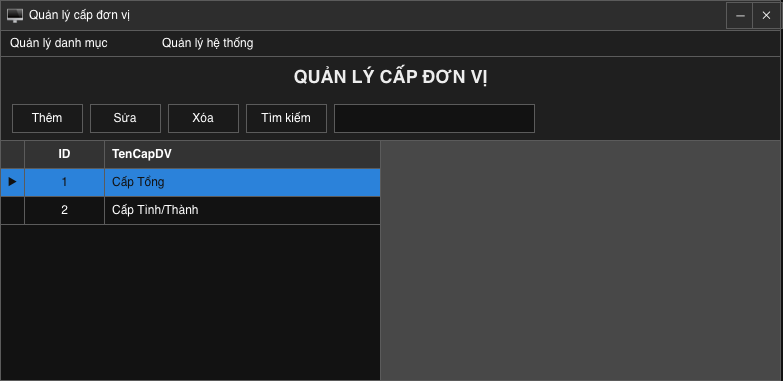 Quản lý cấp đơn vị
Quản lý danh mục Quản lý hệ thống
QUẢN LÝ CẤP ĐƠN VỊ
Thêm Sửa Xóa Tìm kiếm
ID TenCapDV
1 Cấp Tổng
2 Cấp Tỉnh/Thành